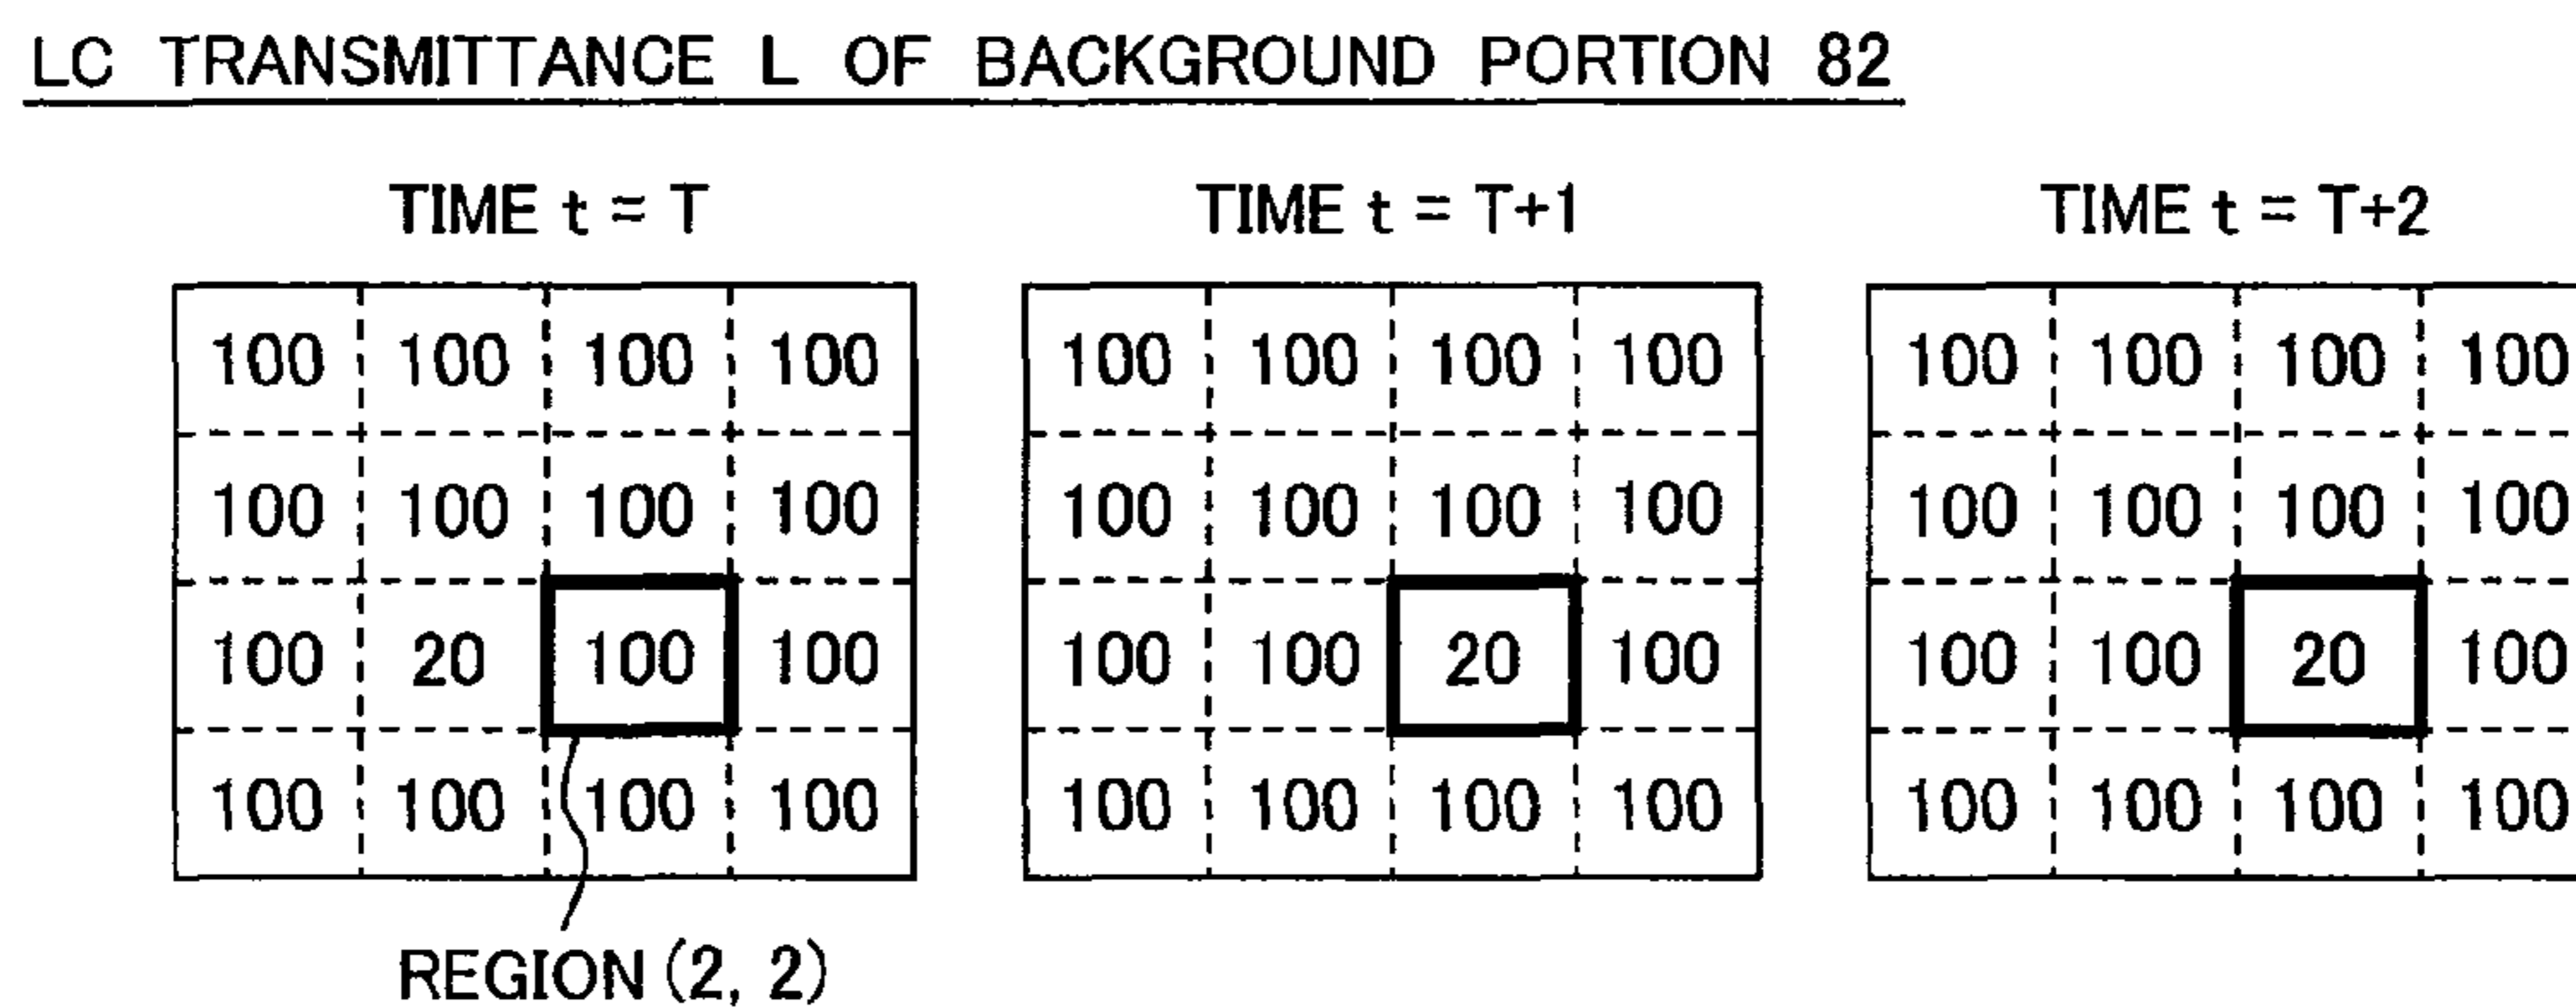 LC TRANSMITTANCE L OF BACKGROUND PORTION 82
TIME t = T TIME t = T+1 TIME t = T+2
100 100 100 100 100 100 100 100 100 100 100 100
100 100 100 100 100 100 100 100 100 100 100 100
100 20 100 100 100 100 20 100 100 100 20 100
100 100 100 100 100 100 100 100 100 100 100 100
REGION (2, 2)